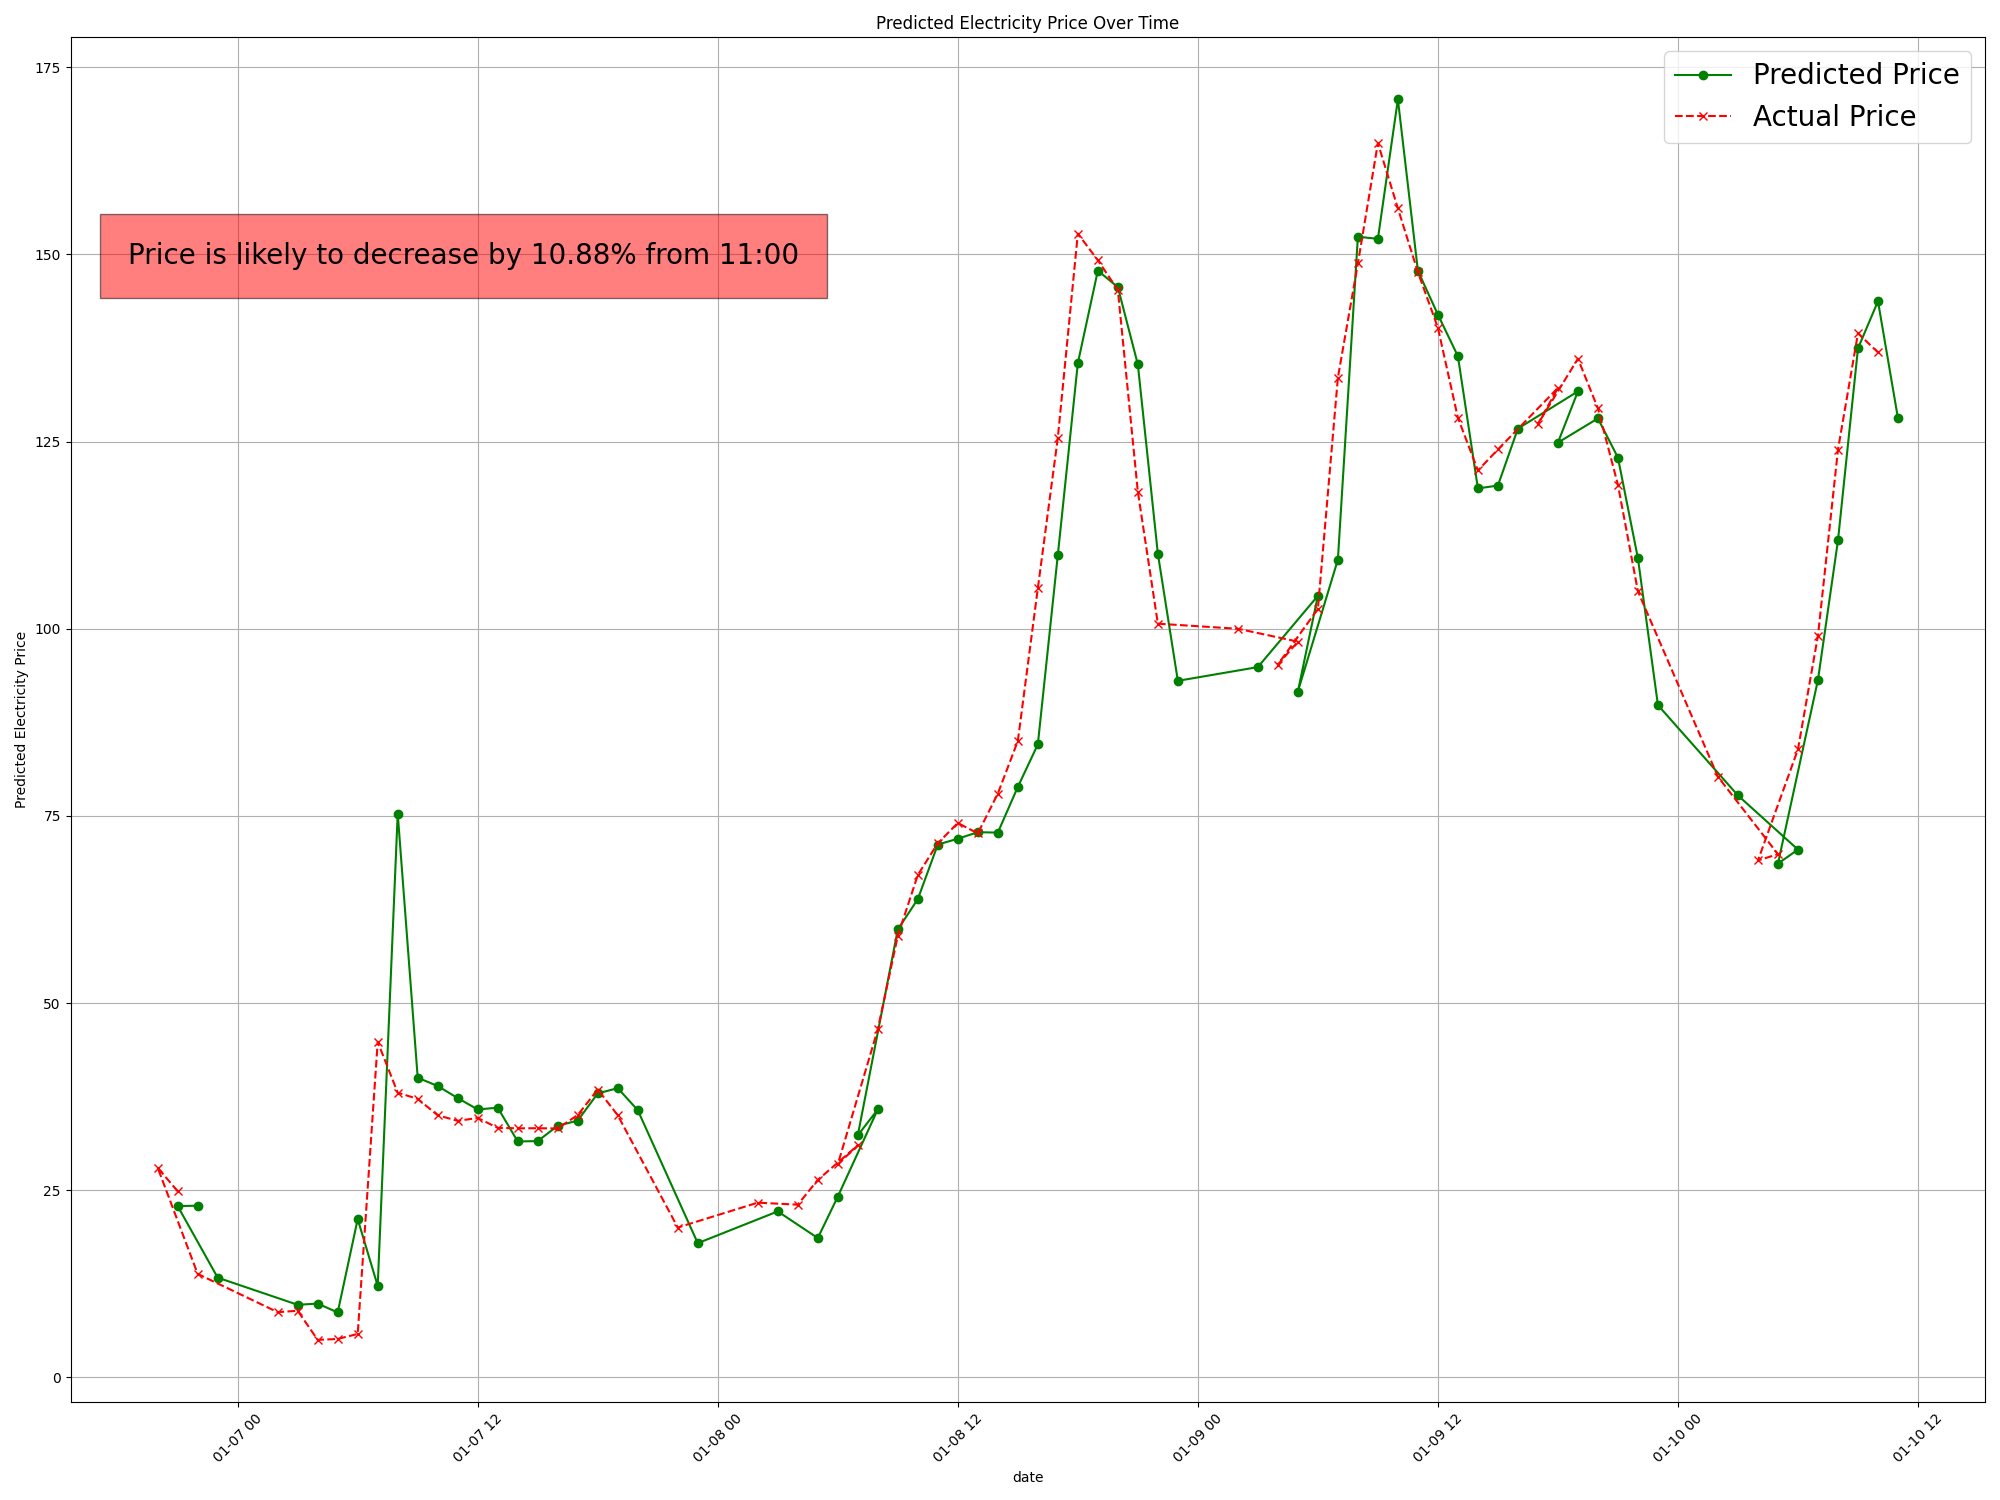 Predicted Electricity Price Over Time
Predicted Price
Actual Price
Price is likely to decrease by 10.88% from 11:00
Predicted Electricity Price
175
150
125
100
75
50
25
0
01-07 00
01-07 12
01-08 00
01-08 12
01-09 00
01-09 12
01-10 00
01-10 12
date